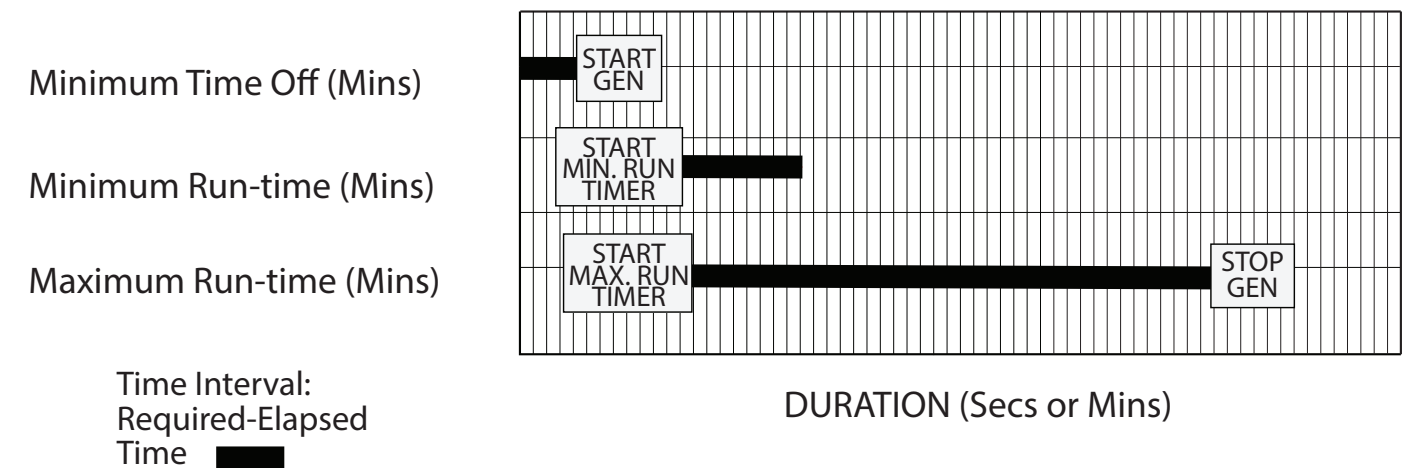 Minimum Time Off (Mins)
START
GEN
Minimum Run-time (Mins)
START
MIN. RUN
TIMER
Maximum Run-time (Mins)
START
MAX. RUN
TIMER
STOP
GEN
Time Interval:
Required-Elapsed
Time
DURATION (Secs or Mins)